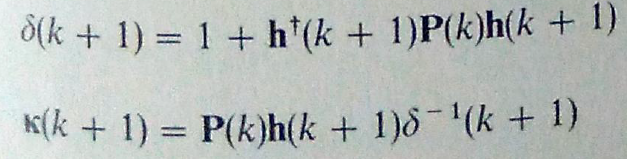 δ(k + 1) = 1 + h†(k + 1)P(k)h(k + 1)
κ(k + 1) = P(k)h(k + 1)δ⁻¹(k + 1)